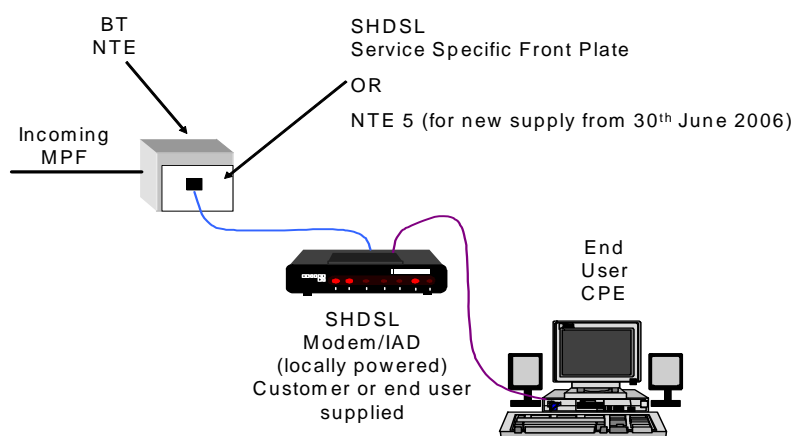 BT
NTE
SHDSL
Service Specific Front Plate
OR
NTE 5 (for new supply from 30th June 2006)
Incoming
MPF
End
User
CPE
SHDSL
Modem/IAD
(locally powered)
Customer or end user
supplied